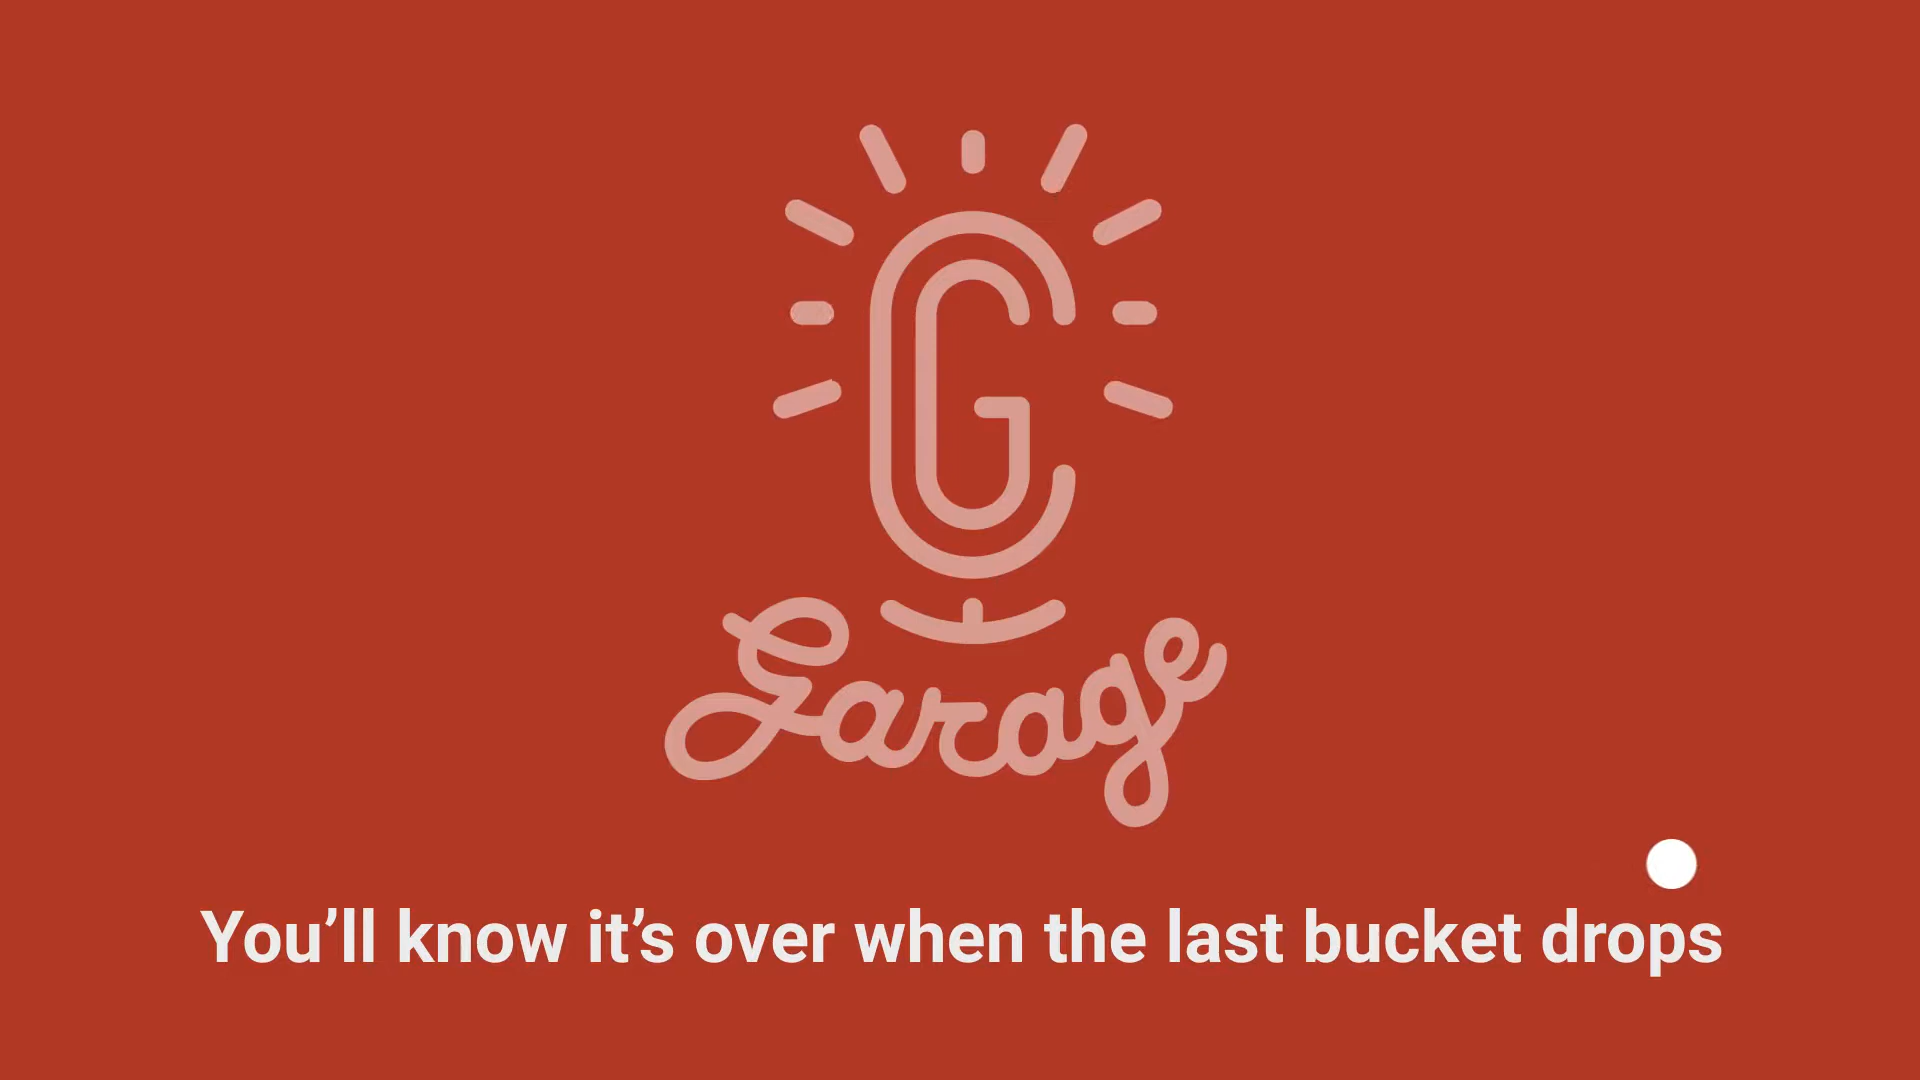 G
Garage
You’ll know it’s over when the last bucket drops